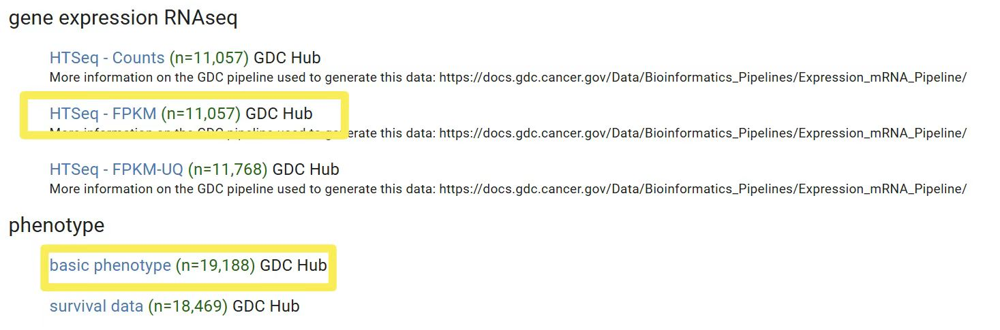 gene expression RNAseq
HTSeq - Counts (n=11,057) GDC Hub
More information on the GDC pipeline used to generate this data: https://docs.gdc.cancer.gov/Data/Bioinformatics_Pipelines/Expression_mRNA_Pipeline/
HTSeq - FPKM (n=11,057) GDC Hub
More information on the GDC pipeline used to generate this data: https://docs.gdc.cancer.gov/Data/Bioinformatics_Pipelines/Expression_mRNA_Pipeline/
HTSeq - FPKM-UQ (n=11,768) GDC Hub
More information on the GDC pipeline used to generate this data: https://docs.gdc.cancer.gov/Data/Bioinformatics_Pipelines/Expression_mRNA_Pipeline/
phenotype
basic phenotype (n=19,188) GDC Hub
survival data (n=18,469) GDC Hub